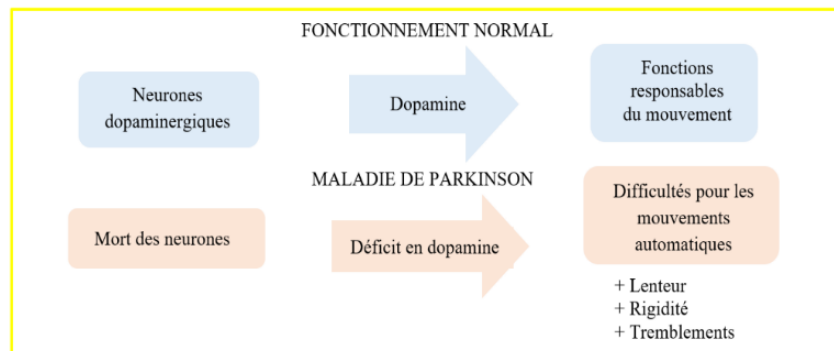 FONCTIONNEMENT NORMAL
Neurones
dopaminergiques
Dopamine
Fonctions
responsables
du mouvement
MALADIE DE PARKINSON
Mort des neurones
Déficit en dopamine
Difficultés pour les
mouvements
automatiques
+ Lenteur
+ Rigidité
+ Tremblements